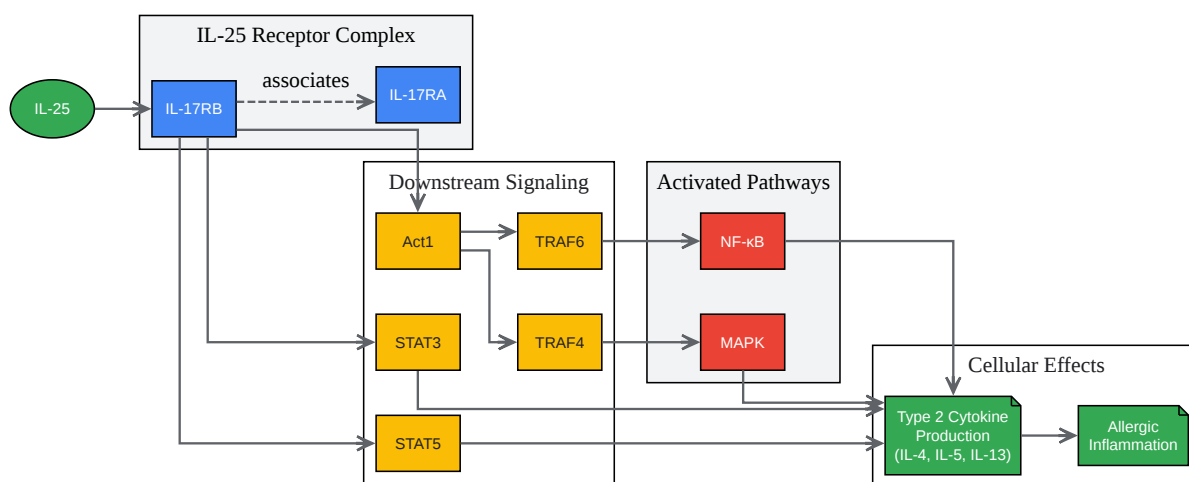 IL-25 Receptor Complex
associates
IL-25
IL-17RB
IL-17RA
Downstream Signaling
Activated Pathways
Act1
TRAF6
NF-κB
STAT3
TRAF4
MAPK
Cellular Effects
STAT5
Type 2 Cytokine
Production
(IL-4, IL-5, IL-13)
Allergic
Inflammation